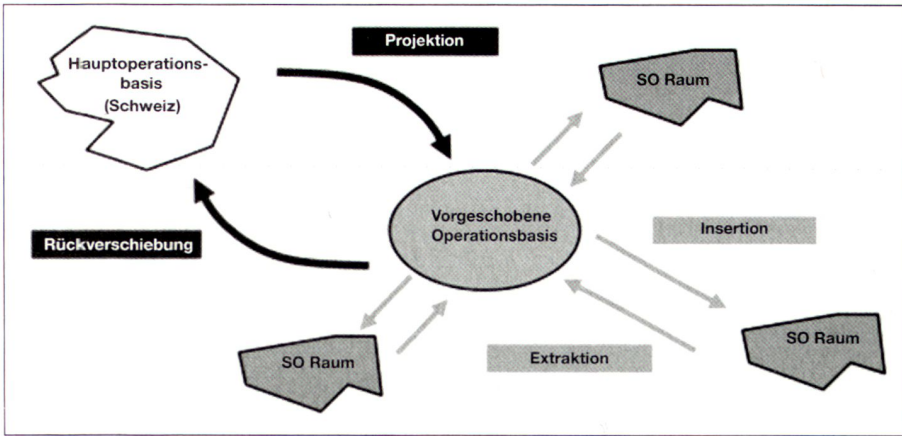 Projektion
Hauptoperations-
basis
(Schweiz)
SO Raum
Vorgeschobene
Operationsbasis
Insertion
Rückverschiebung
SO Raum
Extraktion
SO Raum